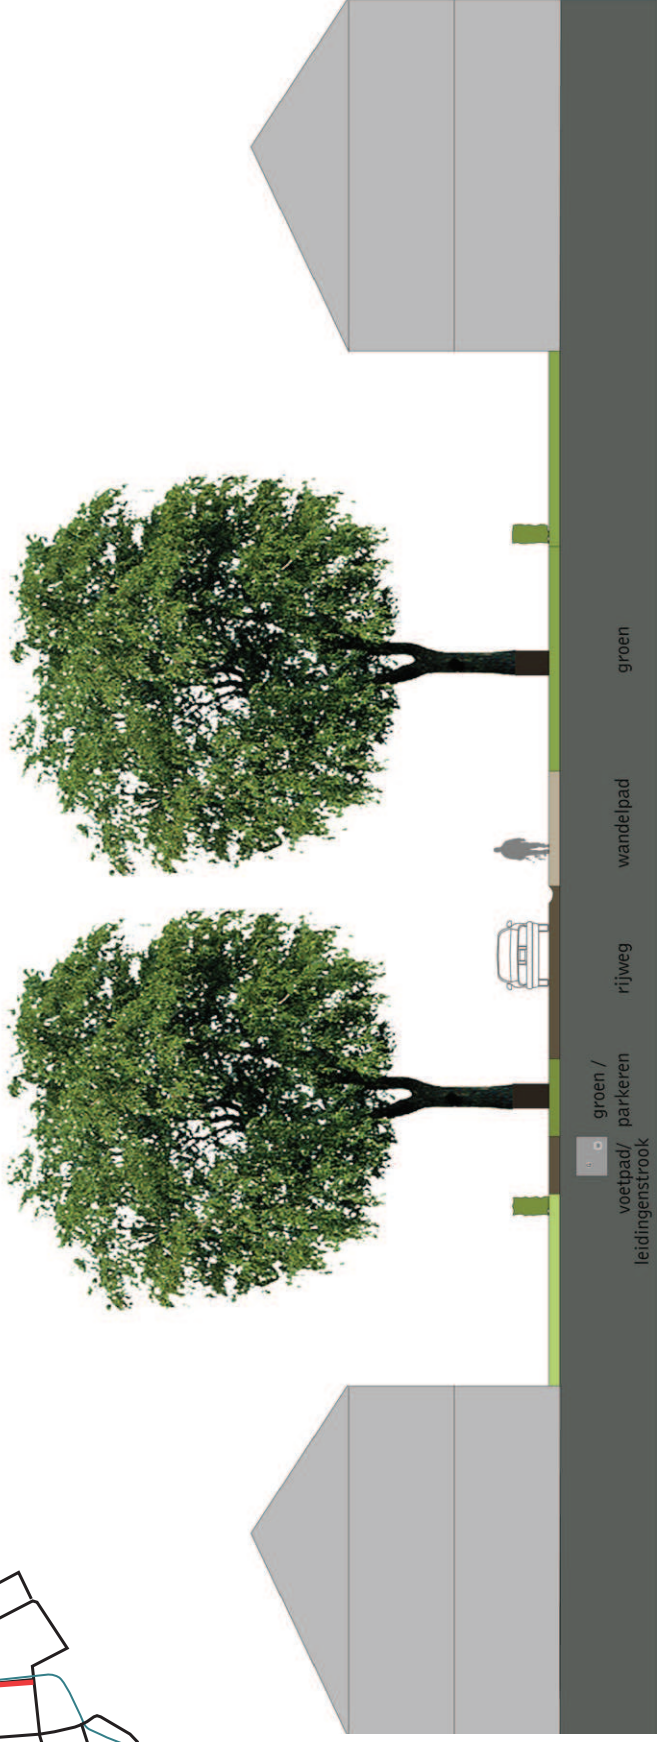 voetpad/
leidingenstrook
groen /
parkeren
rijweg
wandelpad
groen